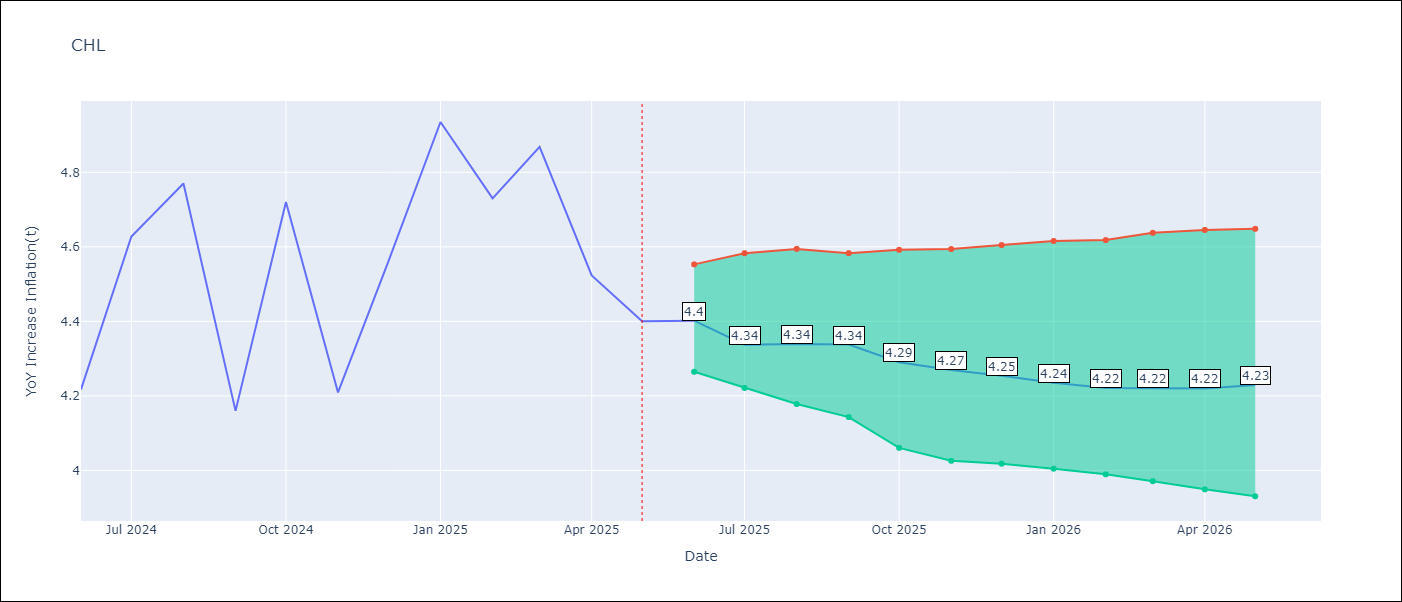 CHL
YoY Increase Inflation(t)
4.8
4.6
4.4
4.2
4
4.4
4.34
4.34
4.34
4.29
4.27
4.25
4.24
4.22
4.22
4.22
4.23
Jul 2024
Oct 2024
Jan 2025
Apr 2025
Jul 2025
Oct 2025
Jan 2026
Apr 2026
Date